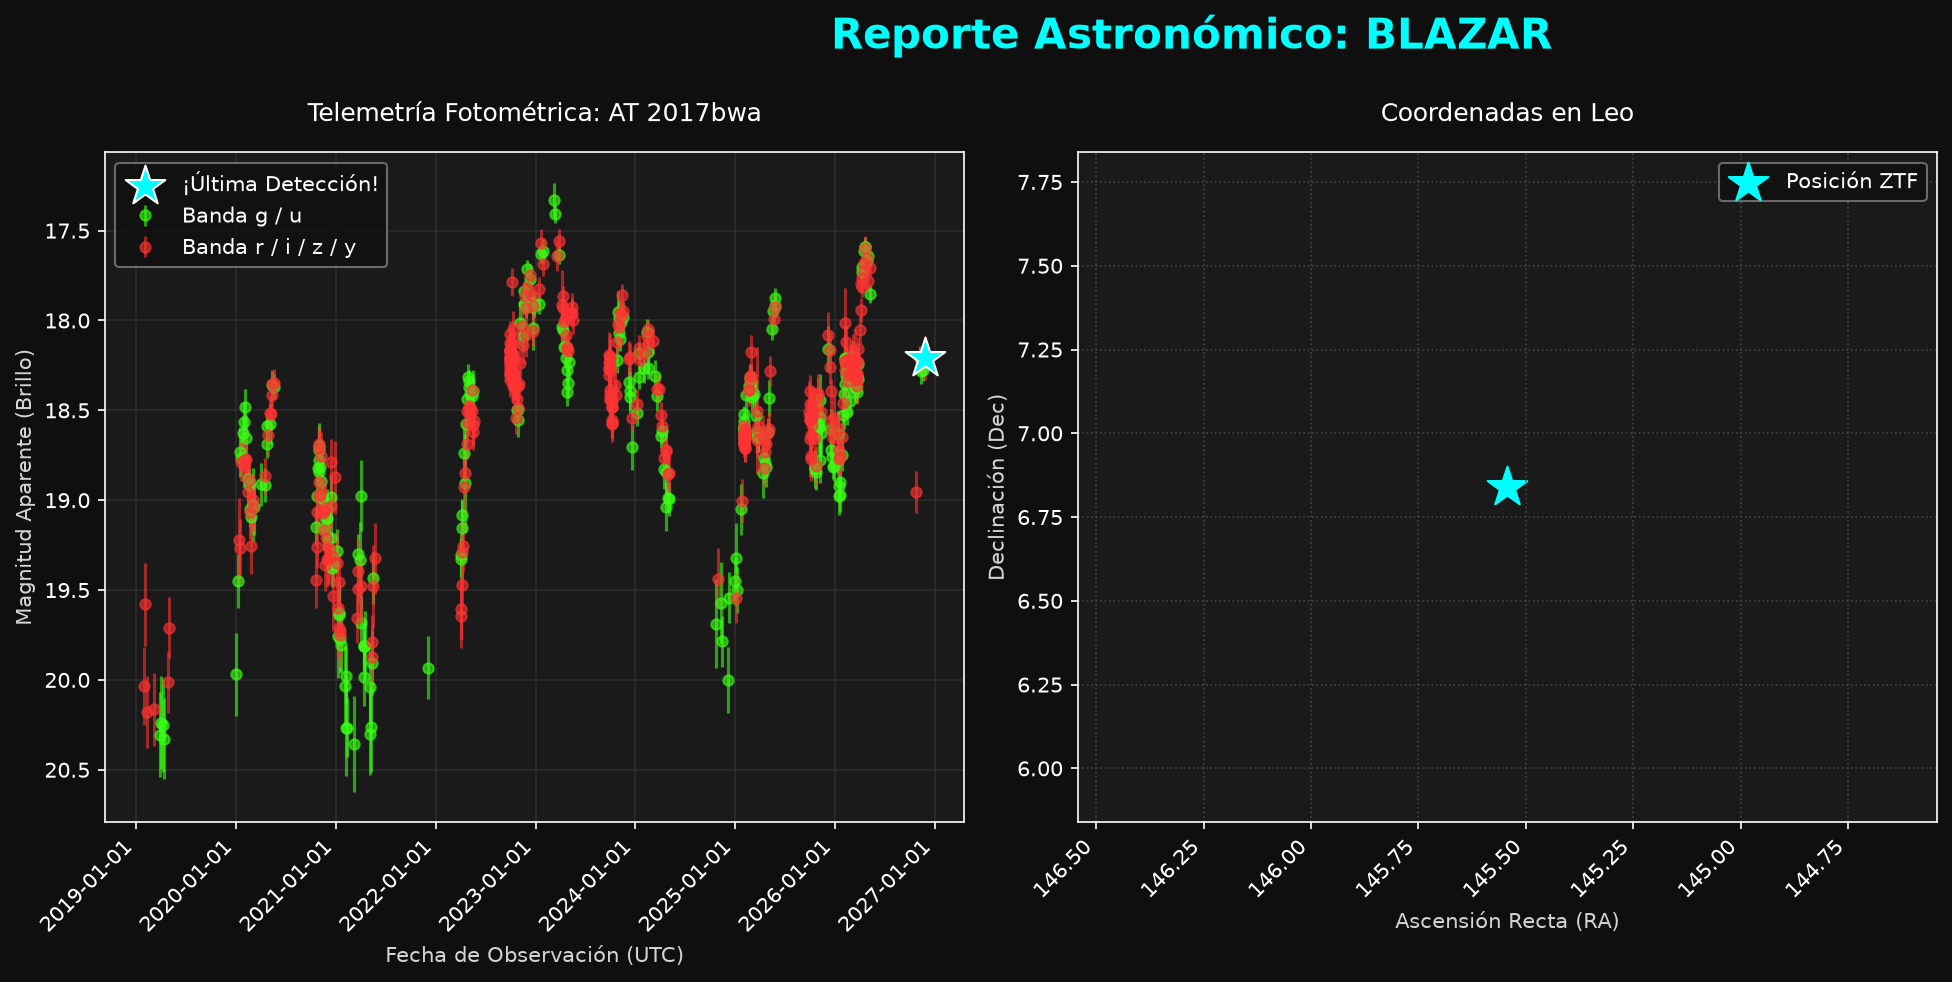 Reporte Astronómico: BLAZAR
Telemetría Fotométrica: AT 2017bwa
¡Última Detección!
Banda g / u
Banda r / i / z / y
Magnitud Aparente (Brillo)
17.5
18.0
18.5
19.0
19.5
20.0
20.5
2019-01-01
2020-01-01
2021-01-01
2022-01-01
2023-01-01
2024-01-01
2025-01-01
2026-01-01
2027-01-01
Fecha de Observación (UTC)
Coordenadas en Leo
Posición ZTF
Declinación (Dec)
7.75
7.50
7.25
7.00
6.75
6.50
6.25
6.00
146.50
146.25
146.00
145.75
145.50
145.25
145.00
144.75
Ascensión Recta (RA)